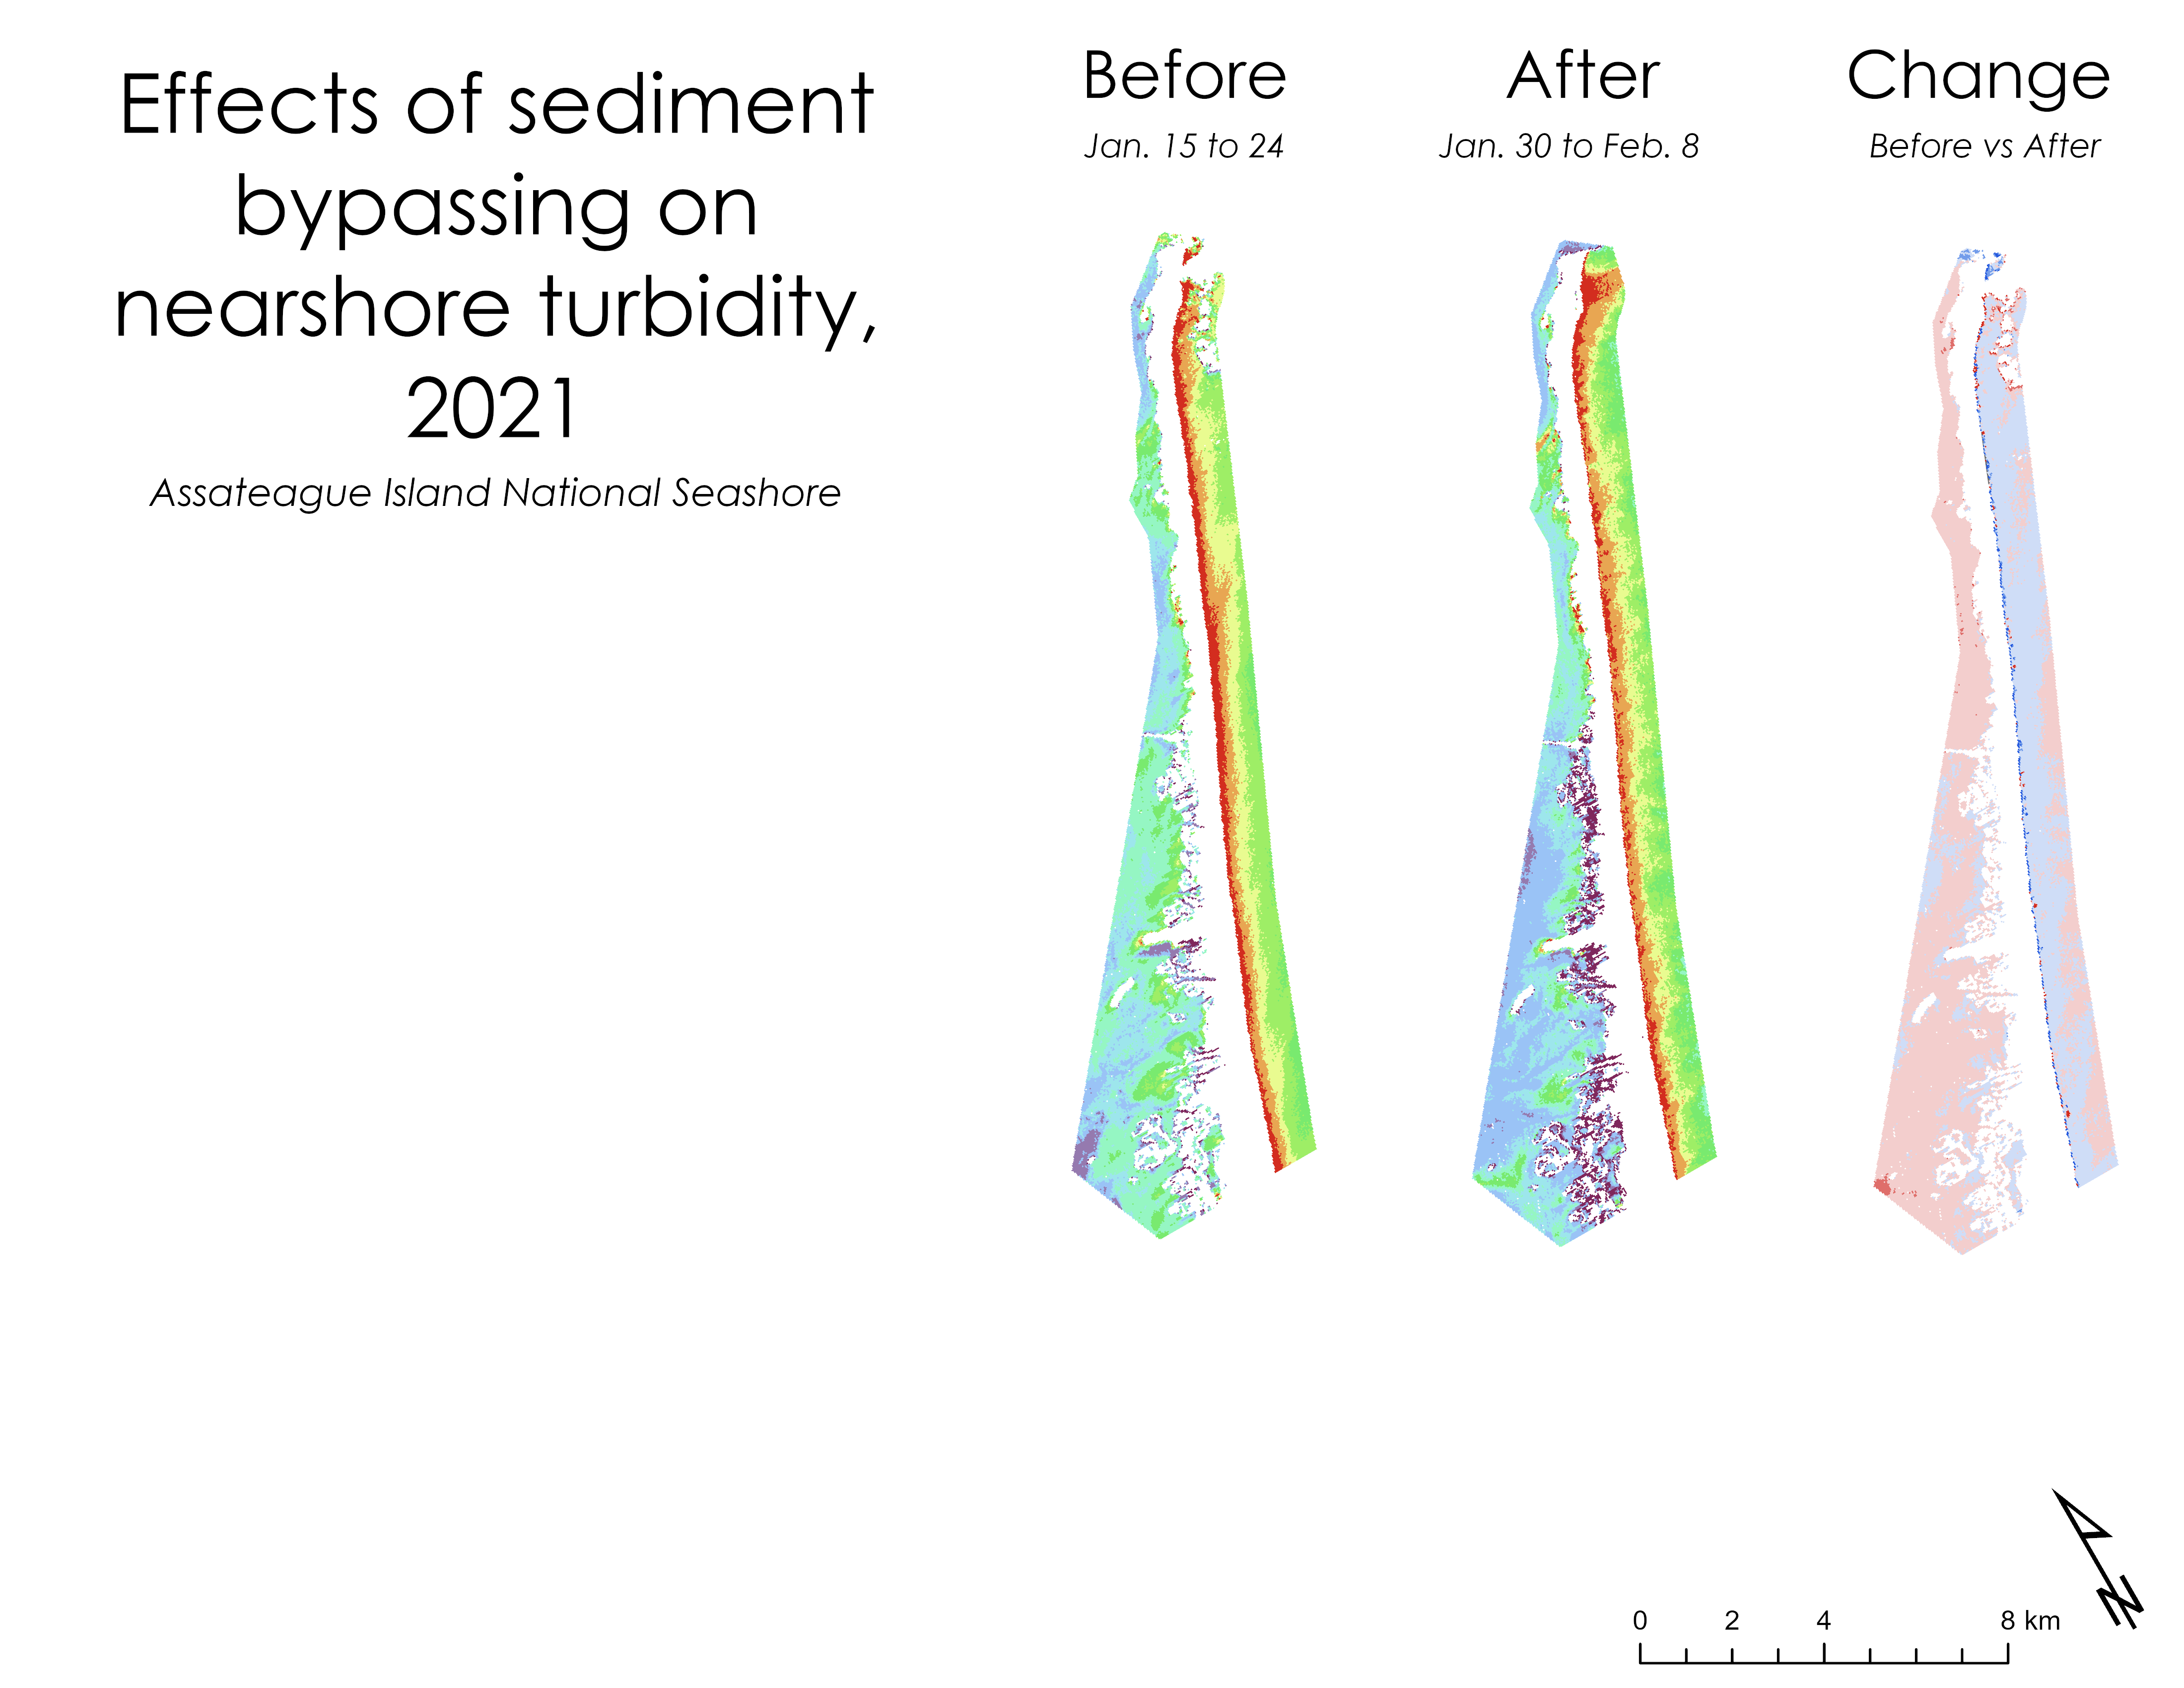 Effects of sediment
bypassing on
nearshore turbidity,
2021
Assateague Island National Seashore
Before
Jan. 15 to 24
After
Jan. 30 to Feb. 8
Change
Before vs After
N
0 2 4 8 km